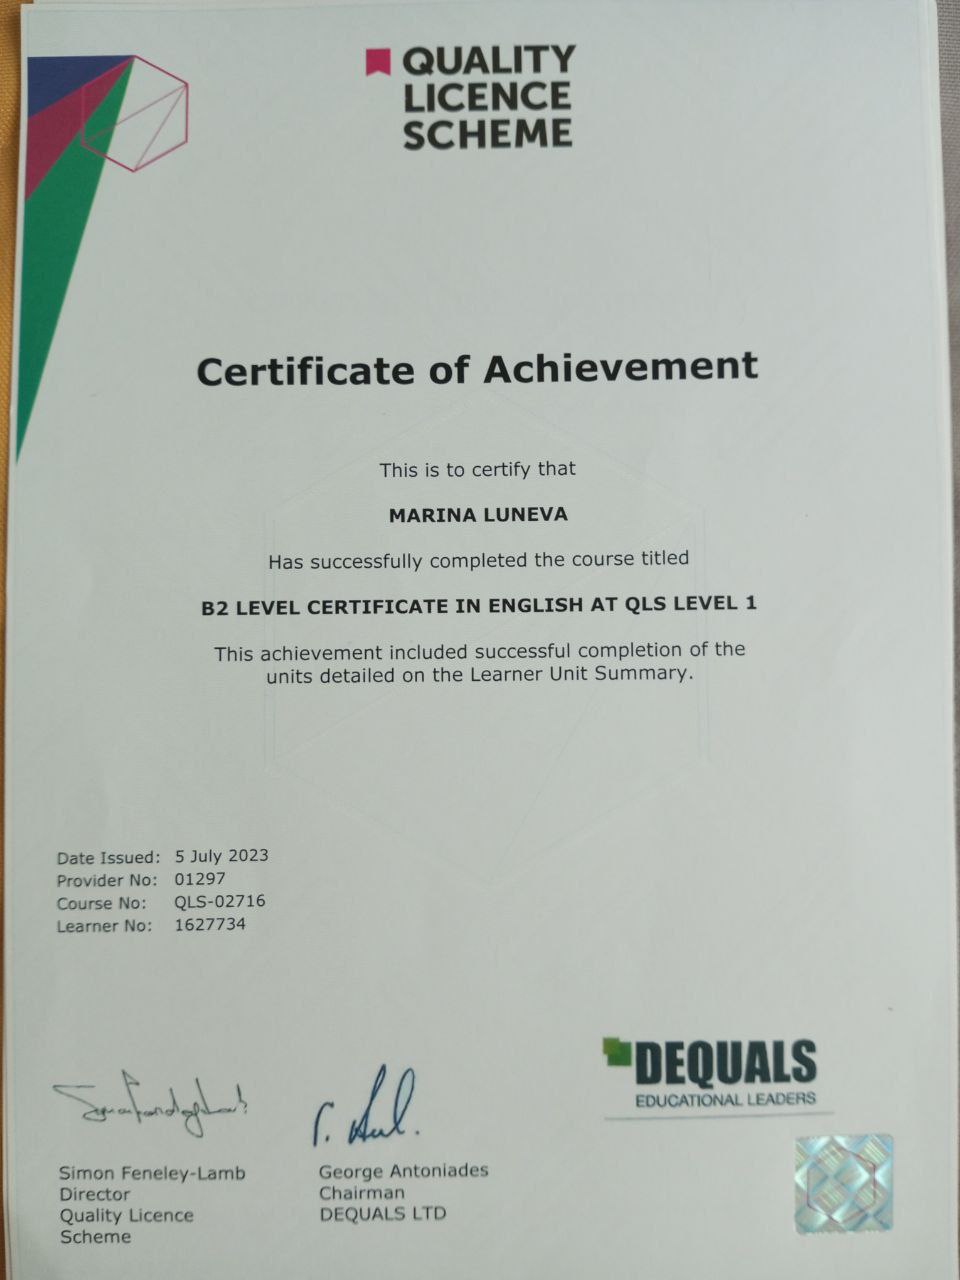 QUALITY
LICENCE
SCHEME
Certificate of Achievement
This is to certify that
MARINA LUNEVA
Has successfully completed the course titled
B2 LEVEL CERTIFICATE IN ENGLISH AT QLS LEVEL 1
This achievement included successful completion of the
units detailed on the Learner Unit Summary.
Date Issued: 5 July 2023
Provider No: 01297
Course No: QLS-02716
Learner No: 1627734
DEQUALS
EDUCATIONAL LEADERS
Simon Feneley-Lamb
Director
Quality Licence
Scheme
George Antoniades
Chairman
DEQUALS LTD